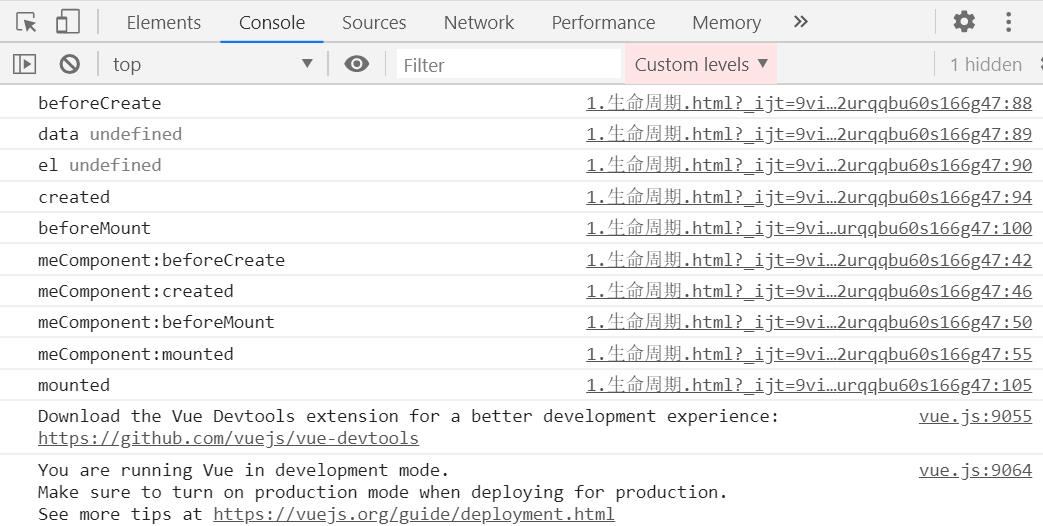 Elements Console Sources Network Performance Memory »
top ▼ Filter Custom levels ▼ 1 hidden
beforeCreate 1.生命周期.html?_ijt=9vi…2urqqbu60s166g47:88
data undefined 1.生命周期.html?_ijt=9vi…2urqqbu60s166g47:89
el undefined 1.生命周期.html?_ijt=9vi…2urqqbu60s166g47:90
created 1.生命周期.html?_ijt=9vi…2urqqbu60s166g47:94
beforeMount 1.生命周期.html?_ijt=9vi…urqqbu60s166g47:100
meComponent:beforeCreate 1.生命周期.html?_ijt=9vi…2urqqbu60s166g47:42
meComponent:created 1.生命周期.html?_ijt=9vi…2urqqbu60s166g47:46
meComponent:beforeMount 1.生命周期.html?_ijt=9vi…2urqqbu60s166g47:50
meComponent:mounted 1.生命周期.html?_ijt=9vi…2urqqbu60s166g47:55
mounted 1.生命周期.html?_ijt=9vi…urqqbu60s166g47:105
Download the Vue Devtools extension for a better development experience: vue.js:9055
https://github.com/vuejs/vue-devtools
You are running Vue in development mode. vue.js:9064
Make sure to turn on production mode when deploying for production.
See more tips at https://vuejs.org/guide/deployment.html